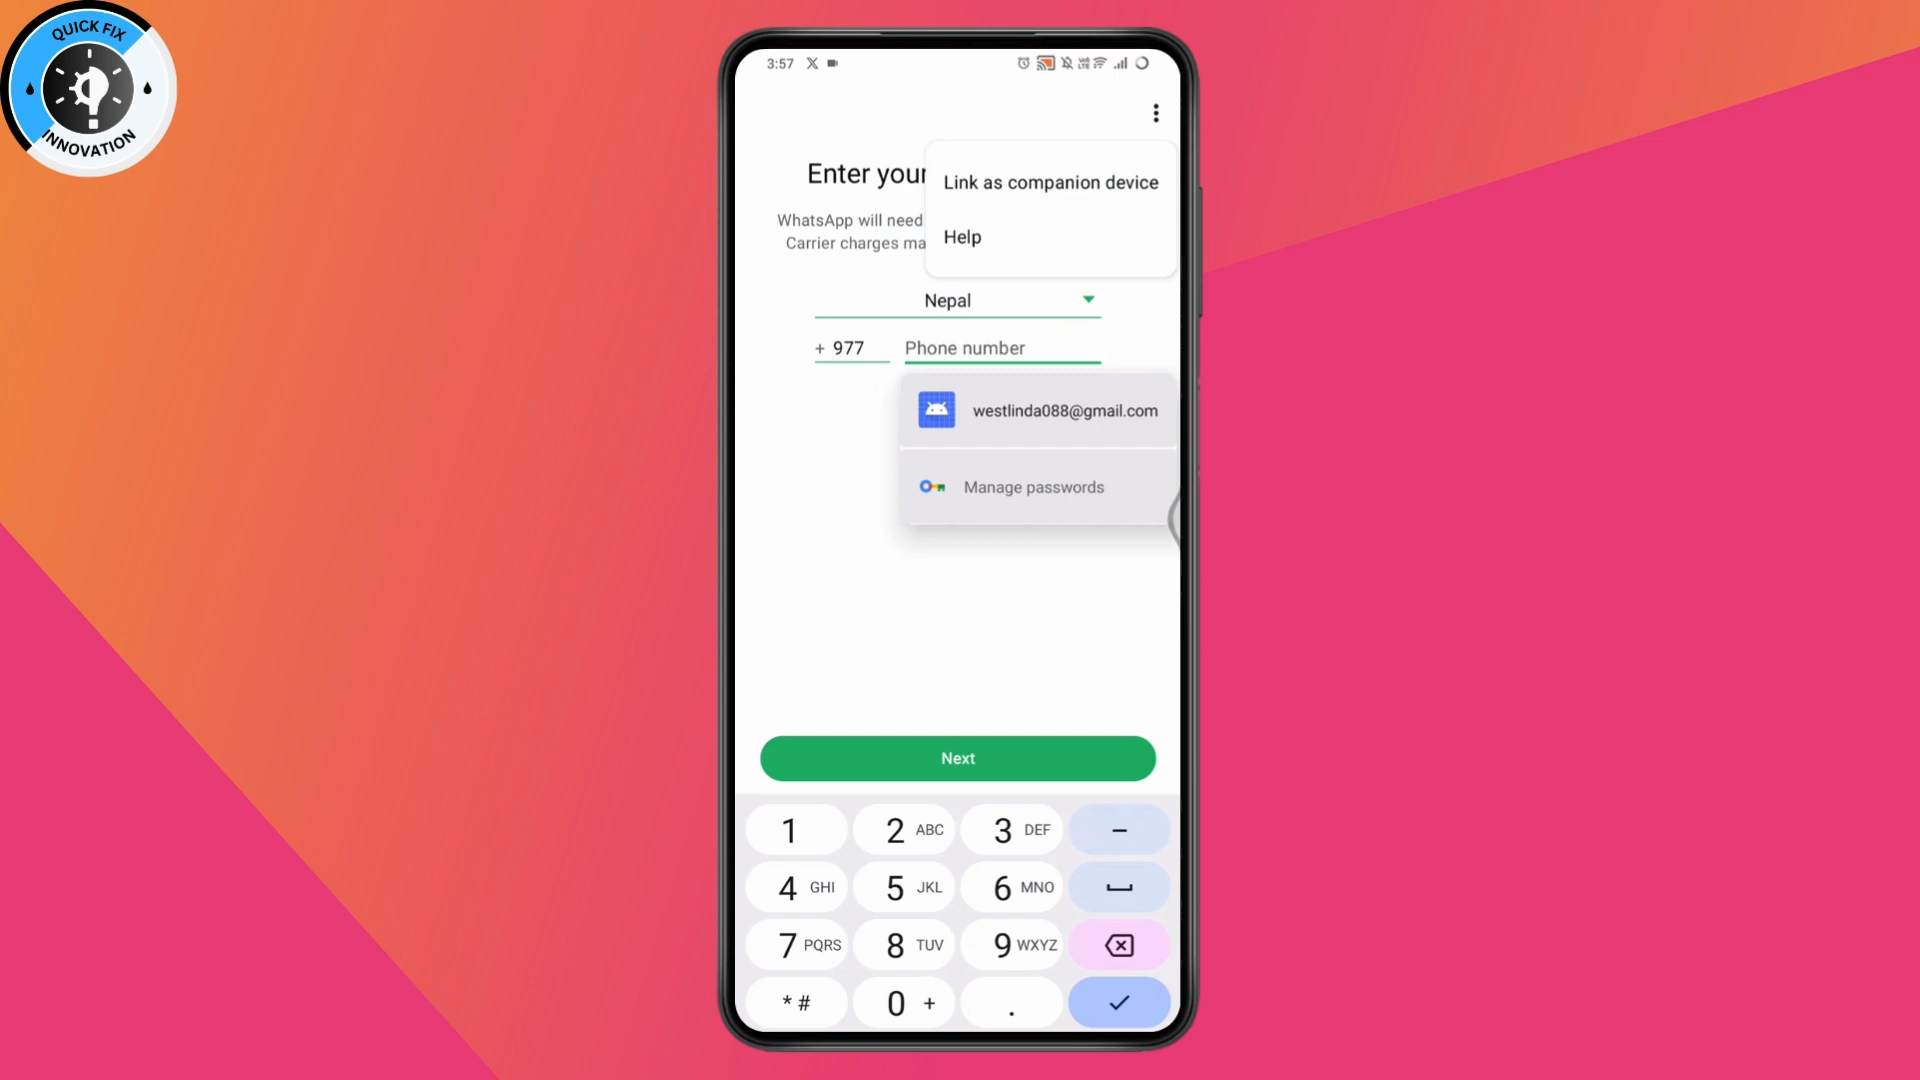 QUICK FIX
INNOVATION
3:57
Enter your
Link as companion device
WhatsApp will need
Help
Carrier charges ma
Nepal
+ 977 Phone number
westlinda088@gmail.com
Manage passwords
Next
1 2 ABC 3 DEF –
4 GHI 5 JKL 6 MNO
7 PQRS 8 TUV 9 WXYZ
* # 0 + .